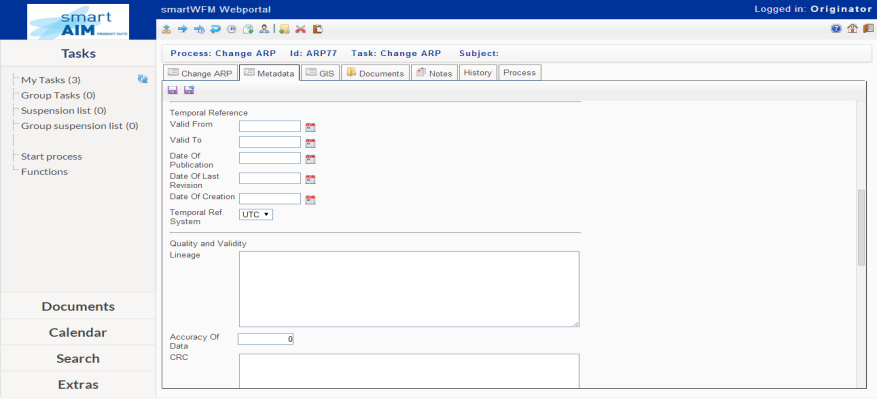 smart
AIM PRODUCT SUITE
smartWFM Webportal
Logged in: Originator
Tasks
My Tasks (3)
Group Tasks (0)
Suspension list (0)
Group suspension list (0)
Start process
Functions
Documents
Calendar
Search
Extras
Process: Change ARP Id: ARP77 Task: Change ARP Subject:
Change ARP Metadata GIS Documents Notes History Process
Temporal Reference
Valid From
Valid To
Date Of
Publication
Date Of Last
Revision
Date Of Creation
Temporal Ref.
System
UTC
Quality and Validity
Lineage
Accuracy Of
Data
0
CRC